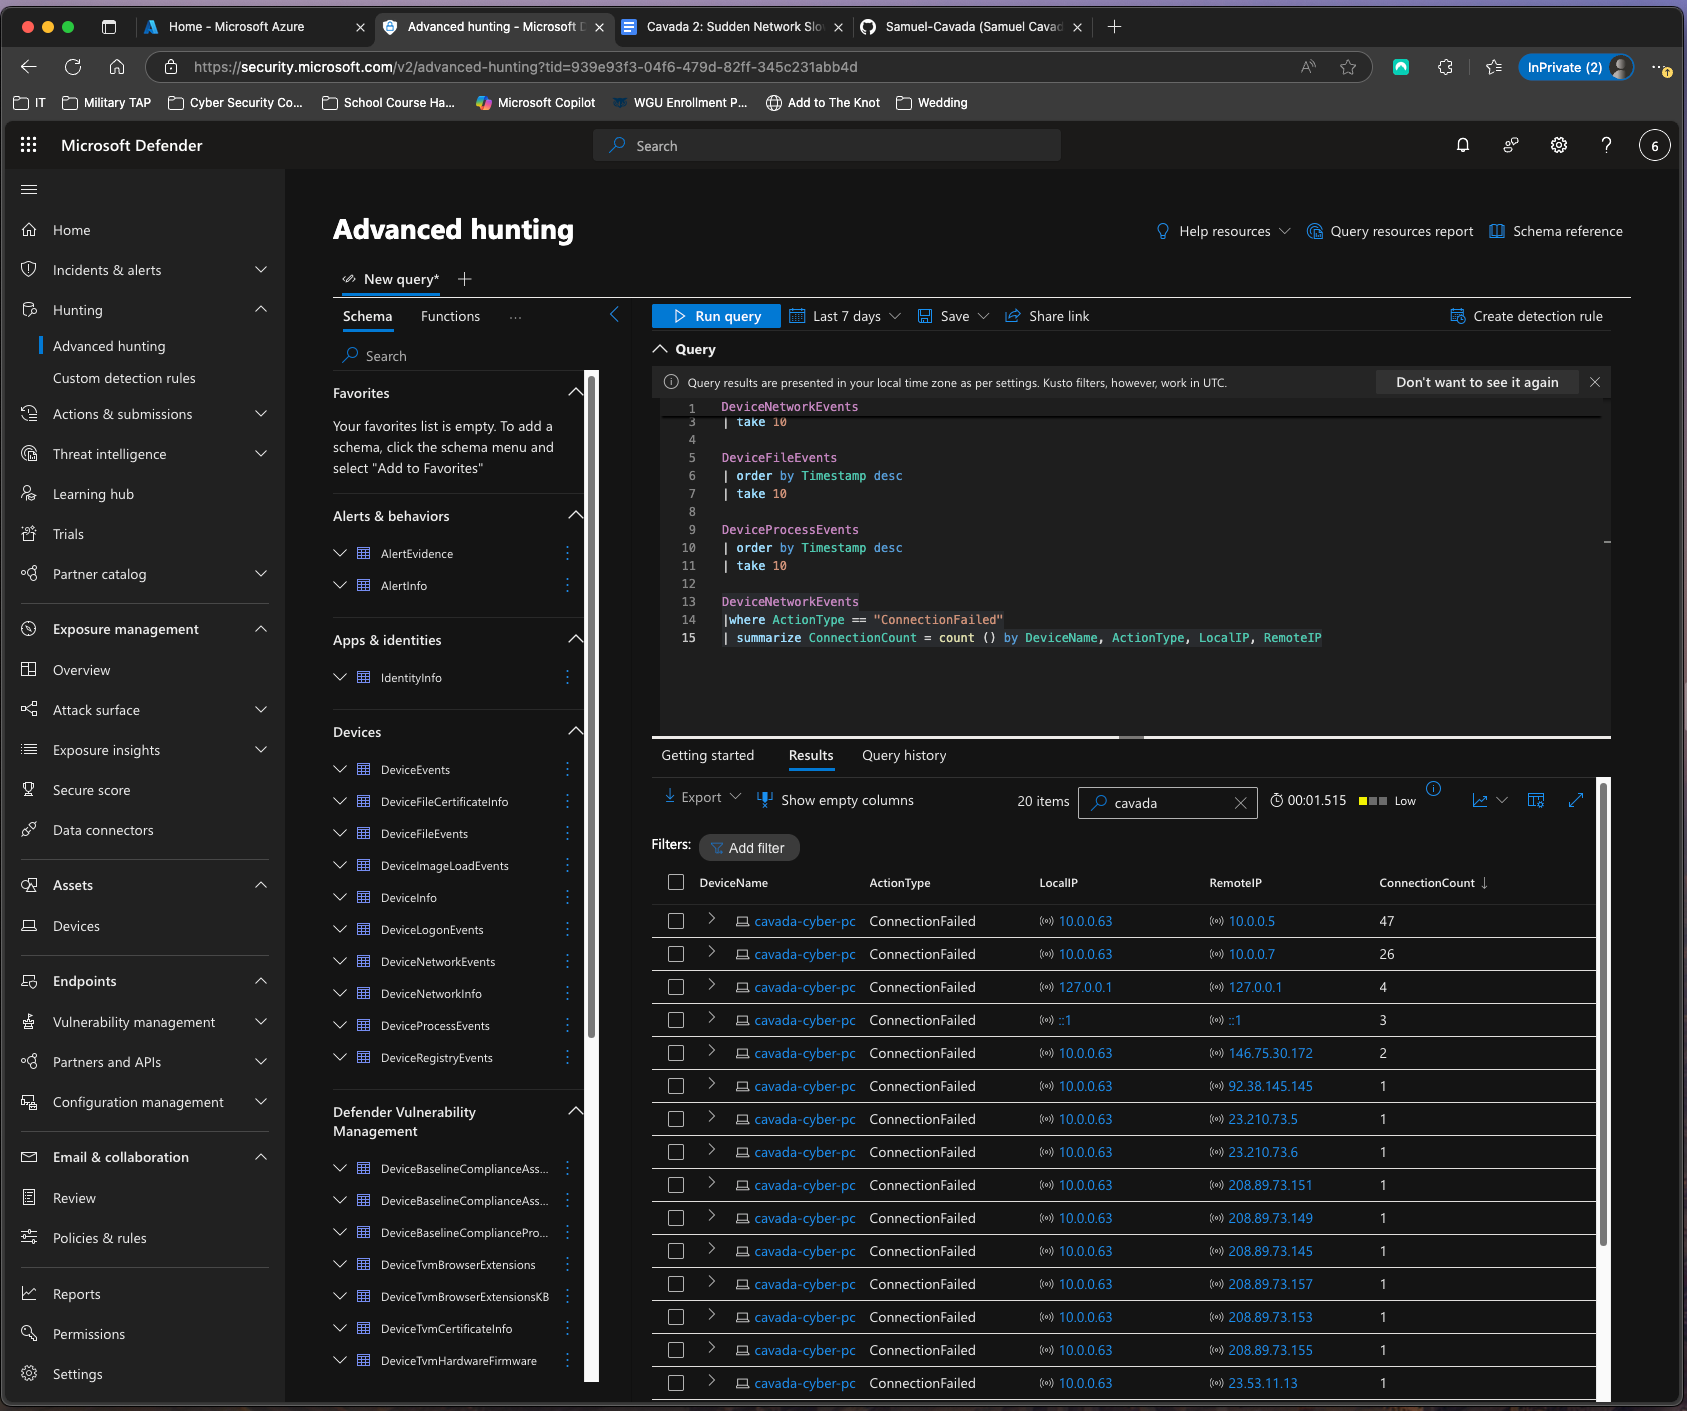 Home - Microsoft Azure
Advanced hunting - Microsoft D
Cavada 2: Sudden Network Slo
Samuel-Cavada (Samuel Cavad
https://security.microsoft.com/v2/advanced-hunting?tid=939e93f3-04f6-479d-82ff-345c231abb4d
InPrivate (2)
IT
Military TAP
Cyber Security Co...
School Course Ha...
Microsoft Copilot
WGU Enrollment P...
Add to The Knot
Wedding
Microsoft Defender
Search
6
Home
Incidents & alerts
Hunting
Advanced hunting
Custom detection rules
Actions & submissions
Threat intelligence
Learning hub
Trials
Partner catalog
Exposure management
Overview
Attack surface
Exposure insights
Secure score
Data connectors
Assets
Devices
Endpoints
Vulnerability management
Partners and APIs
Configuration management
Email & collaboration
Review
Policies & rules
Reports
Permissions
Settings
Advanced hunting
Help resources
Query resources report
Schema reference
New query*
Schema
Functions
...
Search
Favorites
Your favorites list is empty. To add a
schema, click the schema menu and
select "Add to Favorites"
Alerts & behaviors
AlertEvidence
AlertInfo
Apps & identities
IdentityInfo
Devices
DeviceEvents
DeviceFileCertificateInfo
DeviceFileEvents
DeviceImageLoadEvents
DeviceInfo
DeviceLogonEvents
DeviceNetworkEvents
DeviceNetworkInfo
DeviceProcessEvents
DeviceRegistryEvents
Defender Vulnerability
Management
DeviceBaselineComplianceAss...
DeviceBaselineComplianceAss...
DeviceBaselineCompliancePro...
DeviceTvmBrowserExtensions
DeviceTvmBrowserExtensionsKB
DeviceTvmCertificateInfo
DeviceTvmHardwareFirmware
Run query
Last 7 days
Save
Share link
Create detection rule
Query
Query results are presented in your local time zone as per settings. Kusto filters, however, work in UTC.
Don't want to see it again
1 DeviceNetworkEvents
3 | take 10
4
5 DeviceFileEvents
6 | order by Timestamp desc
7 | take 10
8
9 DeviceProcessEvents
10 | order by Timestamp desc
11 | take 10
12
13 DeviceNetworkEvents
14 |where ActionType == "ConnectionFailed"
15 | summarize ConnectionCount = count () by DeviceName, ActionType, LocalIP, RemoteIP
Getting started
Results
Query history
Export
Show empty columns
20 items
cavada
00:01.515
Low
Filters:
Add filter
DeviceName ActionType LocalIP RemoteIP ConnectionCount
cavada-cyber-pc ConnectionFailed 10.0.0.63 10.0.0.5 47
cavada-cyber-pc ConnectionFailed 10.0.0.63 10.0.0.7 26
cavada-cyber-pc ConnectionFailed 127.0.0.1 127.0.0.1 4
cavada-cyber-pc ConnectionFailed ::1 ::1 3
cavada-cyber-pc ConnectionFailed 10.0.0.63 146.75.30.172 2
cavada-cyber-pc ConnectionFailed 10.0.0.63 92.38.145.145 1
cavada-cyber-pc ConnectionFailed 10.0.0.63 23.210.73.5 1
cavada-cyber-pc ConnectionFailed 10.0.0.63 23.210.73.6 1
cavada-cyber-pc ConnectionFailed 10.0.0.63 208.89.73.151 1
cavada-cyber-pc ConnectionFailed 10.0.0.63 208.89.73.149 1
cavada-cyber-pc ConnectionFailed 10.0.0.63 208.89.73.145 1
cavada-cyber-pc ConnectionFailed 10.0.0.63 208.89.73.157 1
cavada-cyber-pc ConnectionFailed 10.0.0.63 208.89.73.153 1
cavada-cyber-pc ConnectionFailed 10.0.0.63 208.89.73.155 1
cavada-cyber-pc ConnectionFailed 10.0.0.63 23.53.11.13 1